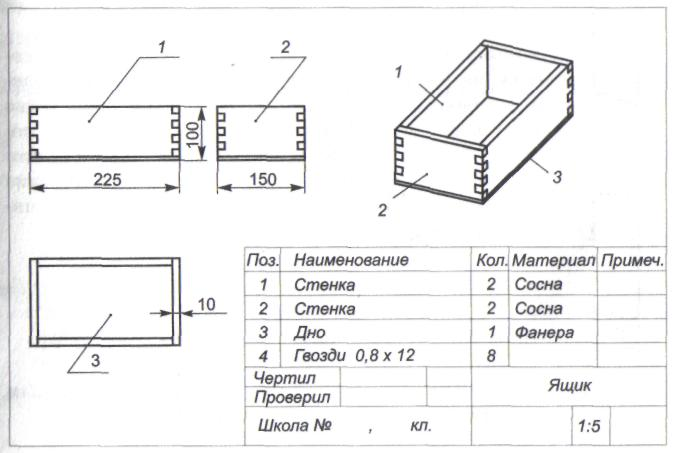 1
2
100
225
150
1
2
3
10
3
Поз. Наименование Кол. Материал Примеч.
1 Стенка 2 Сосна
2 Стенка 2 Сосна
3 Дно 1 Фанера
4 Гвозди 0,8 х 12 8
Чертил
Проверил
Ящик
Школа № , кл.
1:5